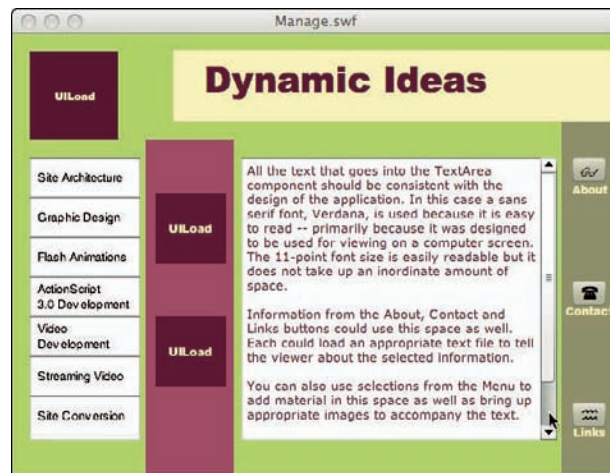 Manage.swf
UILoad
Dynamic Ideas
Site Architecture
Graphic Design
Flash Animations
ActionScript
3.0 Development
Video
Development
Streaming Video
Site Conversion
UILoad
UILoad
All the text that goes into the TextArea
component should be consistent with the
design of the application. In this case a sans
serif font, Verdana, is used because it is easy
to read -- primarily because it was designed
to be used for viewing on a computer screen.
The 11-point font size is easily readable but it
does not take up an inordinate amount of
space.
Information from the About, Contact and
Links buttons could use this space as well.
Each could load an appropriate text file to tell
the viewer about the selected information.
You can also use selections from the Menu to
add material in this space as well as bring up
appropriate images to accompany the text.
About
Contact
Links